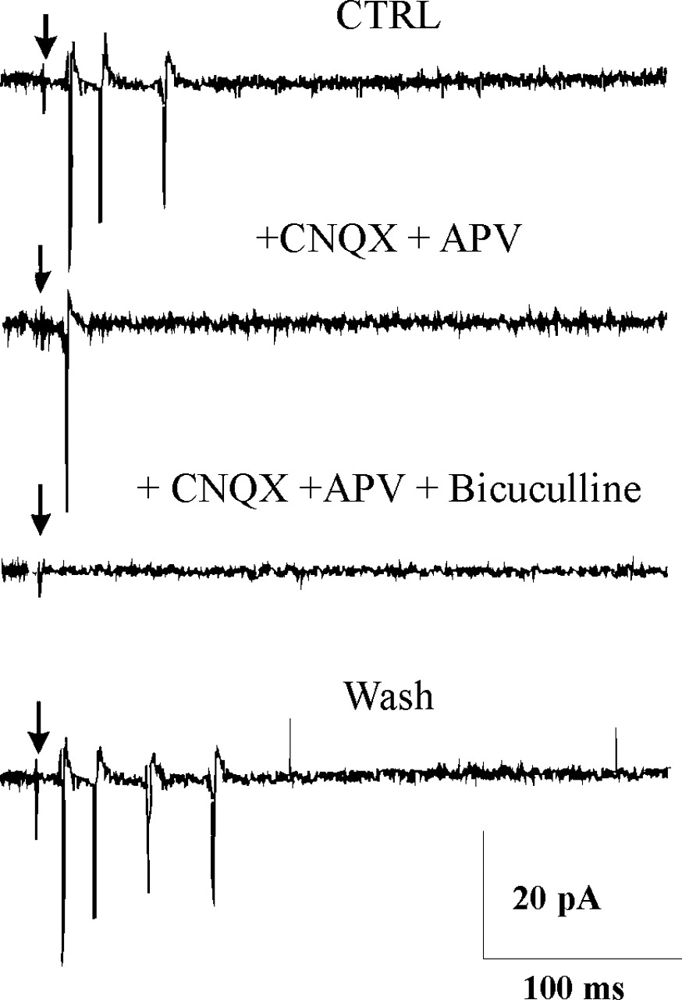 CTRL
+CNQX + APV
+ CNQX +APV + Bicuculline
Wash
20 pA
100 ms